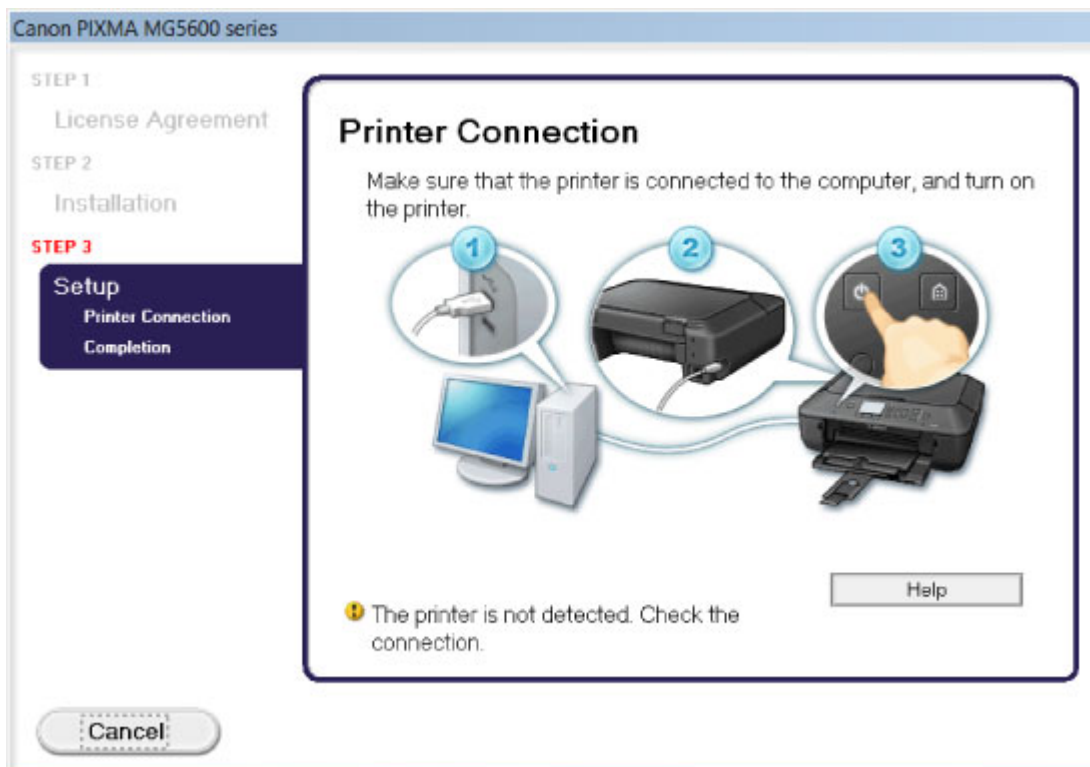 Canon PIXMA MG5600 series
STEP 1
License Agreement
STEP 2
Installation
STEP 3
Setup
Printer Connection
Completion
Printer Connection
Make sure that the printer is connected to the computer, and turn on
the printer.
1
2
3
The printer is not detected. Check the
connection.
Help
Cancel